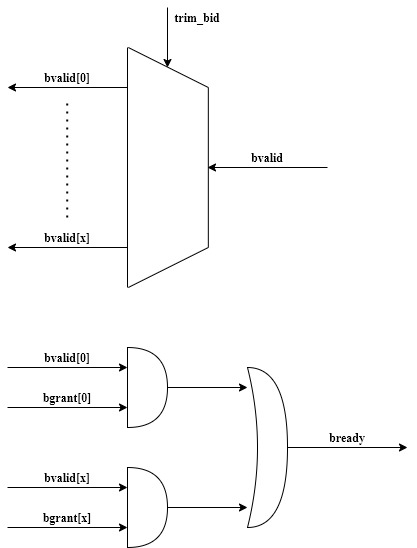 trim_bid
bvalid[0]
bvalid
bvalid[x]
bvalid[0]
bgrant[0]
bready
bvalid[x]
bgrant[x]